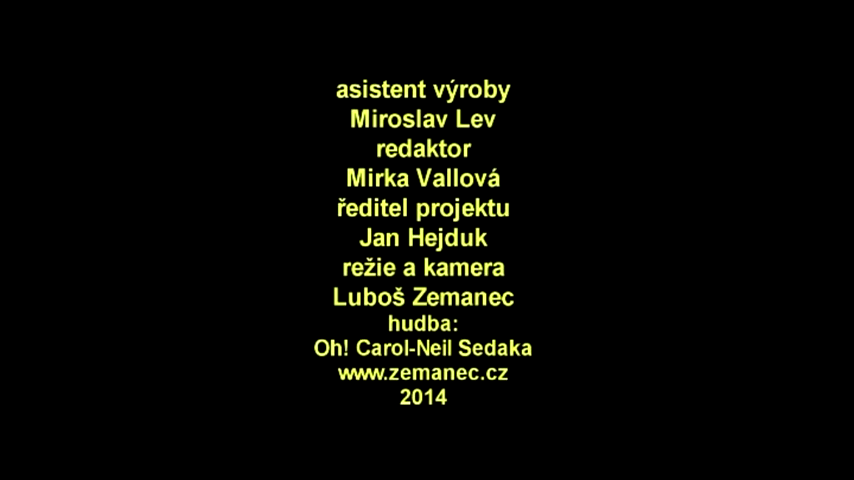 asistent výroby
Miroslav Lev
redaktor
Mirka Vallová
ředitel projektu
Jan Hejduk
režie a kamera
Luboš Zemanec
hudba:
Oh! Carol-Neil Sedaka
www.zemanec.cz
2014